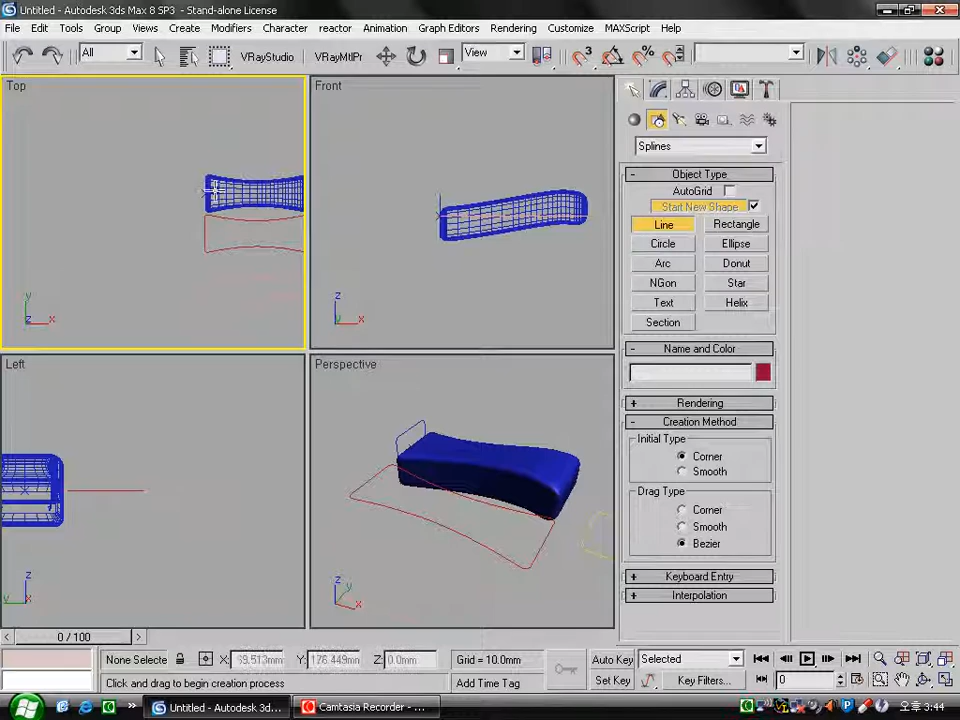 Untitled - Autodesk 3ds Max 8 SP3 - Stand-alone License
File Edit Tools Group Views Create Modifiers Character reactor Animation Graph Editors Rendering Customize MAXScript Help
All VRayStudio VRayMtlPr View
Top Front
Splines
- Object Type
AutoGrid
Start New Shape
Line Rectangle
Circle Ellipse
Arc Donut
NGon Star
Text Helix
Section
- Name and Color
+ Rendering
- Creation Method
Initial Type
Corner
Smooth
Drag Type
Corner
Smooth
Bezier
+ Keyboard Entry
+ Interpolation
Left Perspective
0 / 100
None Selecte X: 69.513mm Y: 176.449mm Z: 0.0mm Grid = 10.0mm Auto Key Selected
Click and drag to begin creation process Add Time Tag Set Key Key Filters... 0
Untitled - Autodesk 3ds... Camtasia Recorder - ... 오후 3:44